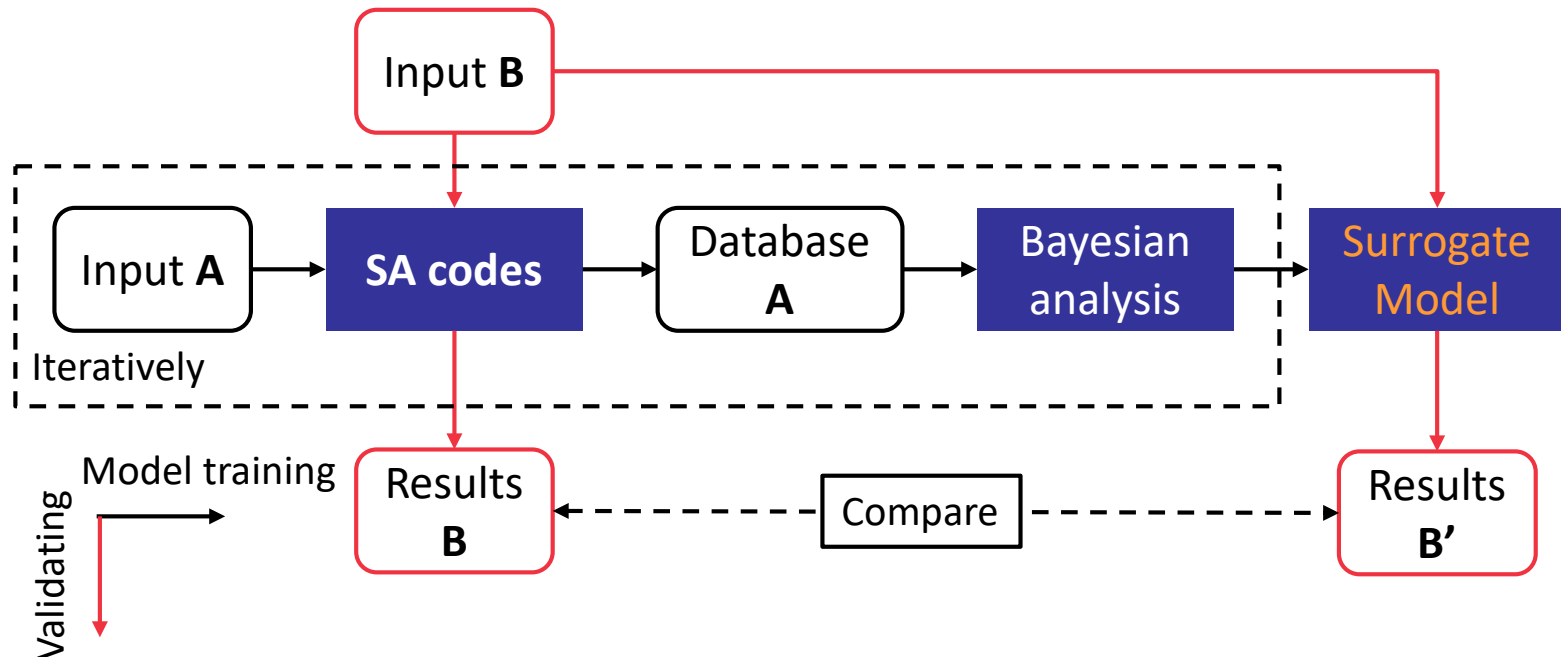 Input B
Input A
SA codes
Database
A
Bayesian
analysis
Surrogate
Model
Iteratively
Model training
Validating
Results
B
Compare
Results
B’